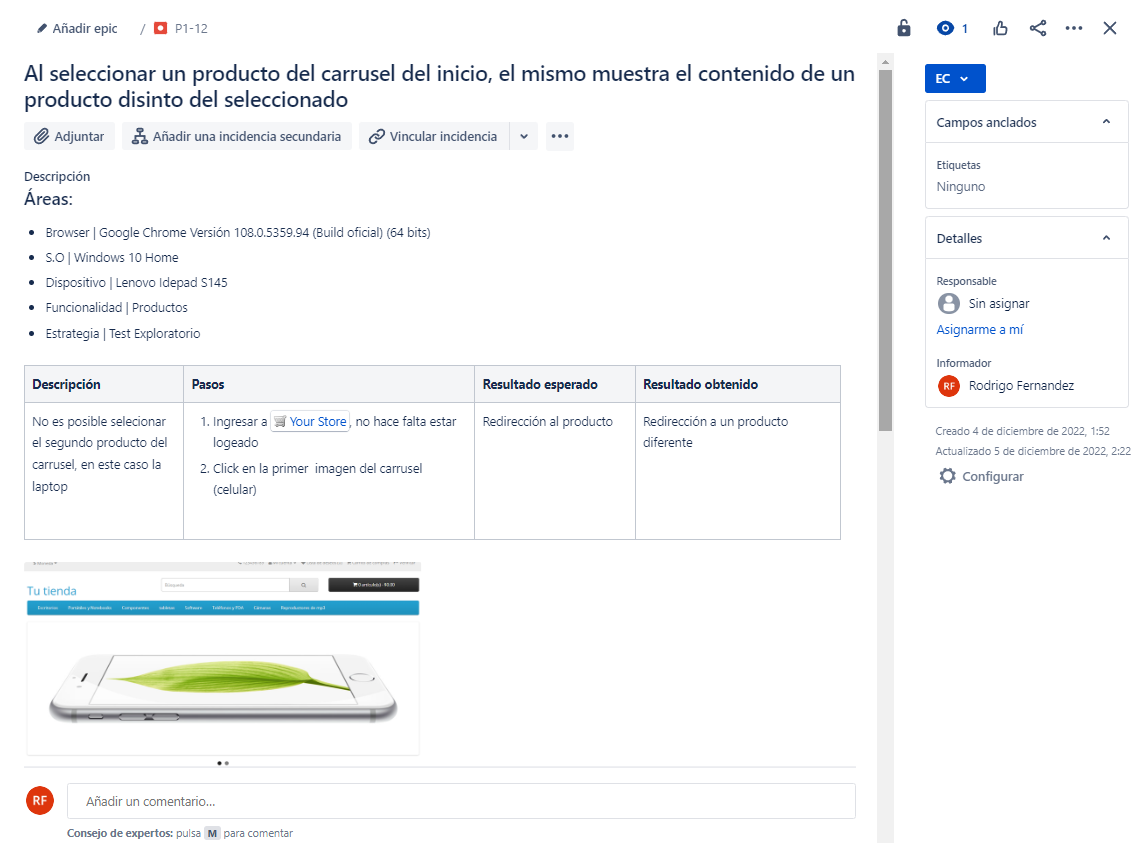 Añadir epic / P1-12
1
Al seleccionar un producto del carrusel del inicio, el mismo muestra el contenido de un
producto disinto del seleccionado
Adjuntar Añadir una incidencia secundaria Vincular incidencia
Descripción
Áreas:
Browser | Google Chrome Versión 108.0.5359.94 (Build oficial) (64 bits)
S.O | Windows 10 Home
Dispositivo | Lenovo Idepad S145
Funcionalidad | Productos
Estrategia | Test Exploratorio
Descripción Pasos Resultado esperado Resultado obtenido
No es posible selecionar
el segundo producto del
carrusel, en este caso la
laptop
1. Ingresar a Your Store, no hace falta estar
logeado
2. Click en la primer imagen del carrusel
(celular)
Redirección al producto
Redirección a un producto
diferente
Tu tienda
Búsqueda
Escritorios Portátiles y Notebooks Componentes tabletas Software Teléfonos y PDA Cámaras Reproductores de mp3
RF
Añadir un comentario...
Consejo de expertos: pulsa M para comentar
EC
Campos anclados
Etiquetas
Ninguno
Detalles
Responsable
Sin asignar
Asignarme a mí
Informador
RF Rodrigo Fernandez
Creado 4 de diciembre de 2022, 1:52
Actualizado 5 de diciembre de 2022, 2:22
Configurar